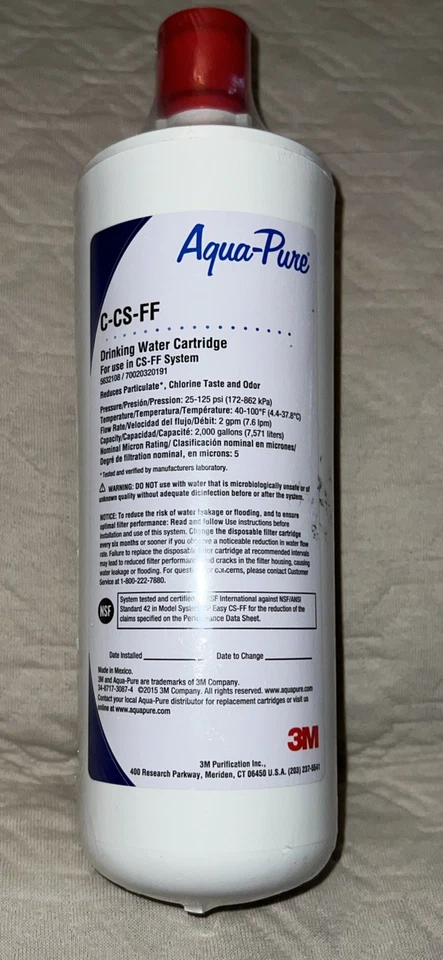 Aqua-Pure
C-CS-FF
Drinking Water Cartridge
For use in CS-FF System
5632108 / 70020320191
Reduces Particulate*, Chlorine Taste and Odor
Pressure/Presión/Pression: 25-125 psi (172-862 kPa)
Temperature/Temperatura/Température: 40-100°F (4.4-37.8°C)
Flow Rate/Velocidad del flujo/Débit: 2 gpm (7.6 lpm)
Capacity/Capacidad/Capacité: 2,000 gallons (7,571 liters)
Nominal Micron Rating/ Clasificación nominal en micrones/
Degré de filtration nominal, en microns: 5
* Tested and verified by manufacturers laboratory.
WARNING: DO NOT use with water that is microbiologically unsafe or of
unknown quality without adequate disinfection before or after the system.
NOTICE: To reduce the risk of water leakage or flooding, and to ensure
optimal filter performance: Read and follow Use instructions before
installation and use of this system. Change the disposable filter cartridge
every six months or sooner if you observe a noticeable reduction in water flow
rate. Failure to replace the disposable filter cartridge at recommended intervals
may lead to reduced filter performance and cracks in the filter housing, causing
water leakage or flooding. For questions or concerns, please contact Customer
Service at 1-800-222-7880.
NSF
System tested and certified NSF International against NSF/ANSI
Standard 42 in Model System Easy CS-FF for the reduction of the
claims specified on the Performance Data Sheet.
Date Installed Date to Change
Made in Mexico.
3M and Aqua-Pure are trademarks of 3M Company.
34-8717-3087-4 ©2015 3M Company. All rights reserved. www.aquapure.com
Contact your local Aqua-Pure distributor for replacement cartridges or visit us
online at www.aquapure.com
3M
3M Purification Inc.,
400 Research Parkway, Meriden, CT 06450 U.S.A. (203) 237-5541